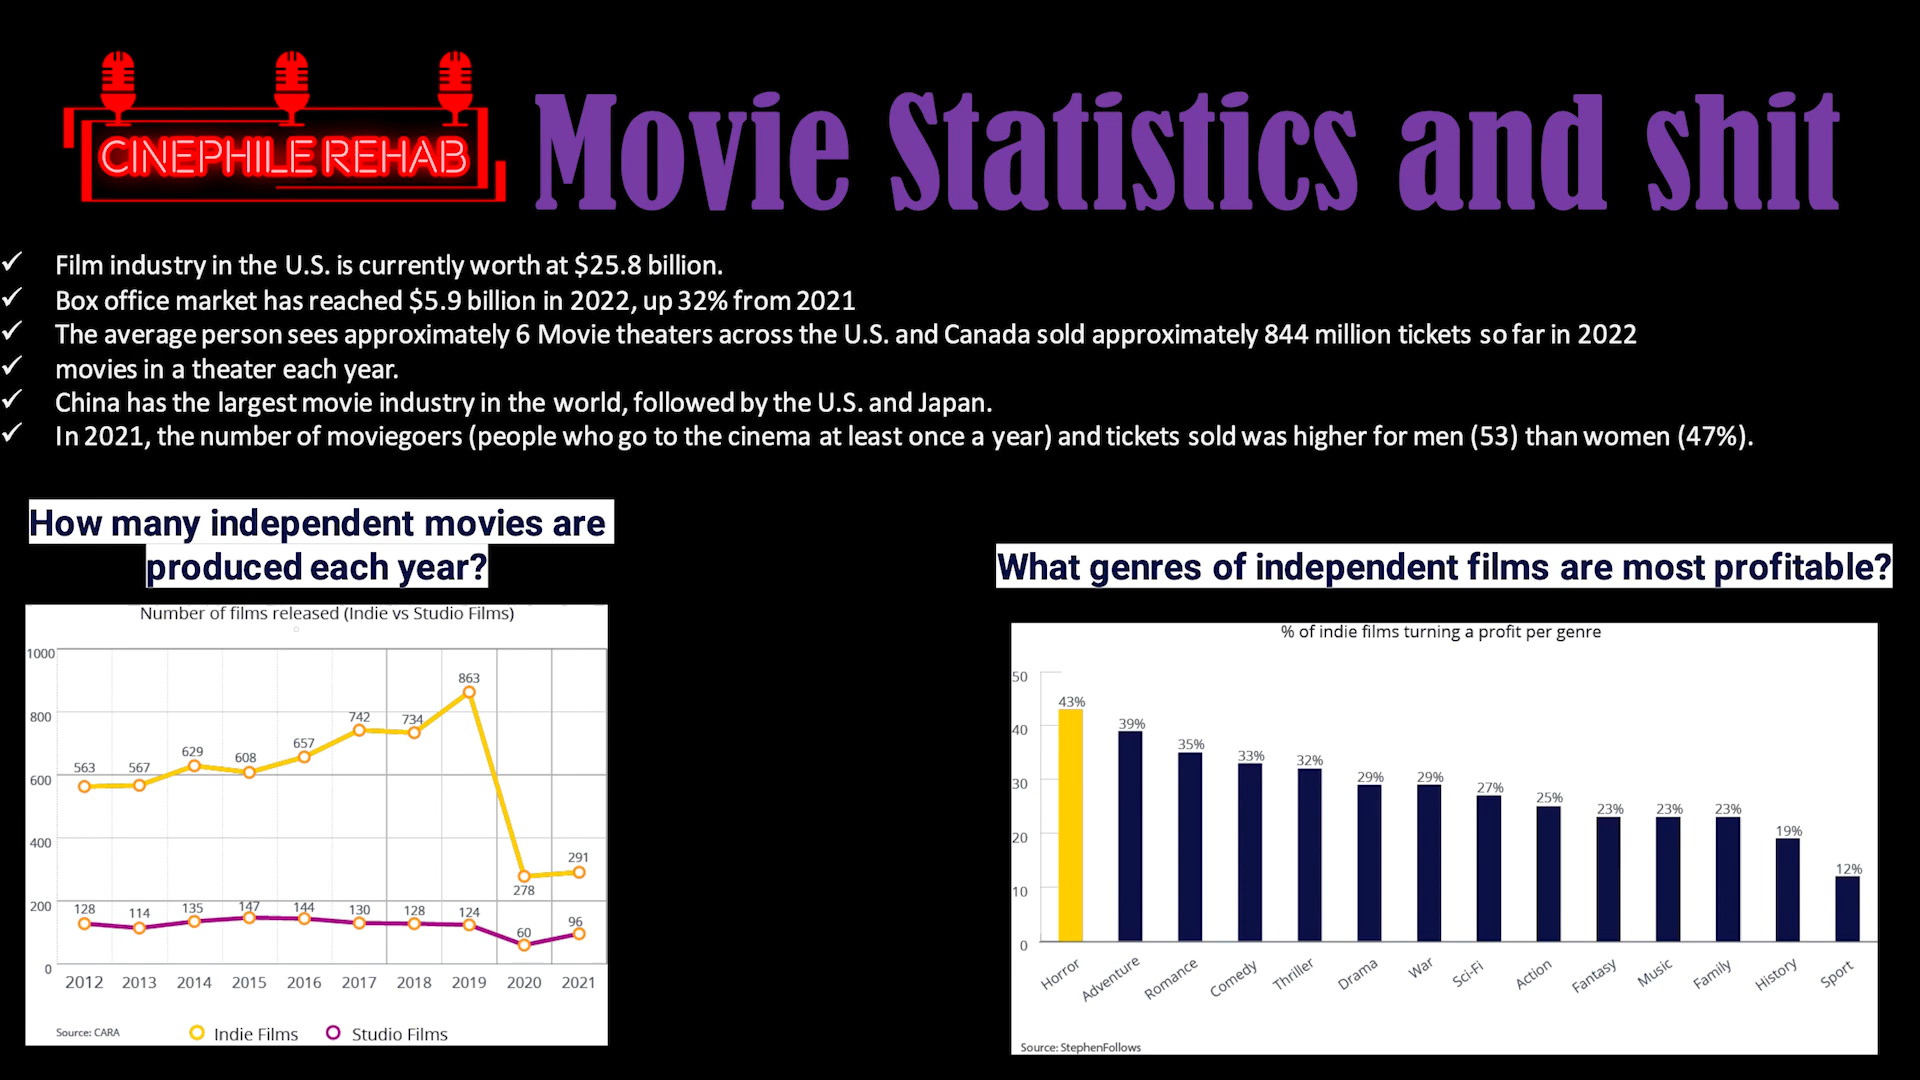 CINEPHILE REHAB
Movie Statistics and shit
Film industry in the U.S. is currently worth at $25.8 billion.
Box office market has reached $5.9 billion in 2022, up 32% from 2021
The average person sees approximately 6 Movie theaters across the U.S. and Canada sold approximately 844 million tickets so far in 2022
movies in a theater each year.
China has the largest movie industry in the world, followed by the U.S. and Japan.
In 2021, the number of moviegoers (people who go to the cinema at least once a year) and tickets sold was higher for men (53) than women (47%).
How many independent movies are
produced each year?
Number of films released (Indie vs Studio Films)
1000
800
600
400
200
0
563 567 629 608 657 742 734 863 278 291
128 114 135 147 144 130 128 124 60 96
2012 2013 2014 2015 2016 2017 2018 2019 2020 2021
Source: CARA Indie Films Studio Films
What genres of independent films are most profitable?
% of indie films turning a profit per genre
50
40
30
20
10
0
43% 39% 35% 33% 32% 29% 29% 27% 25% 23% 23% 23% 19% 12%
Horror Adventure Romance Comedy Thriller Drama War Sci-Fi Action Fantasy Music Family History Sport
Source: StephenFollows